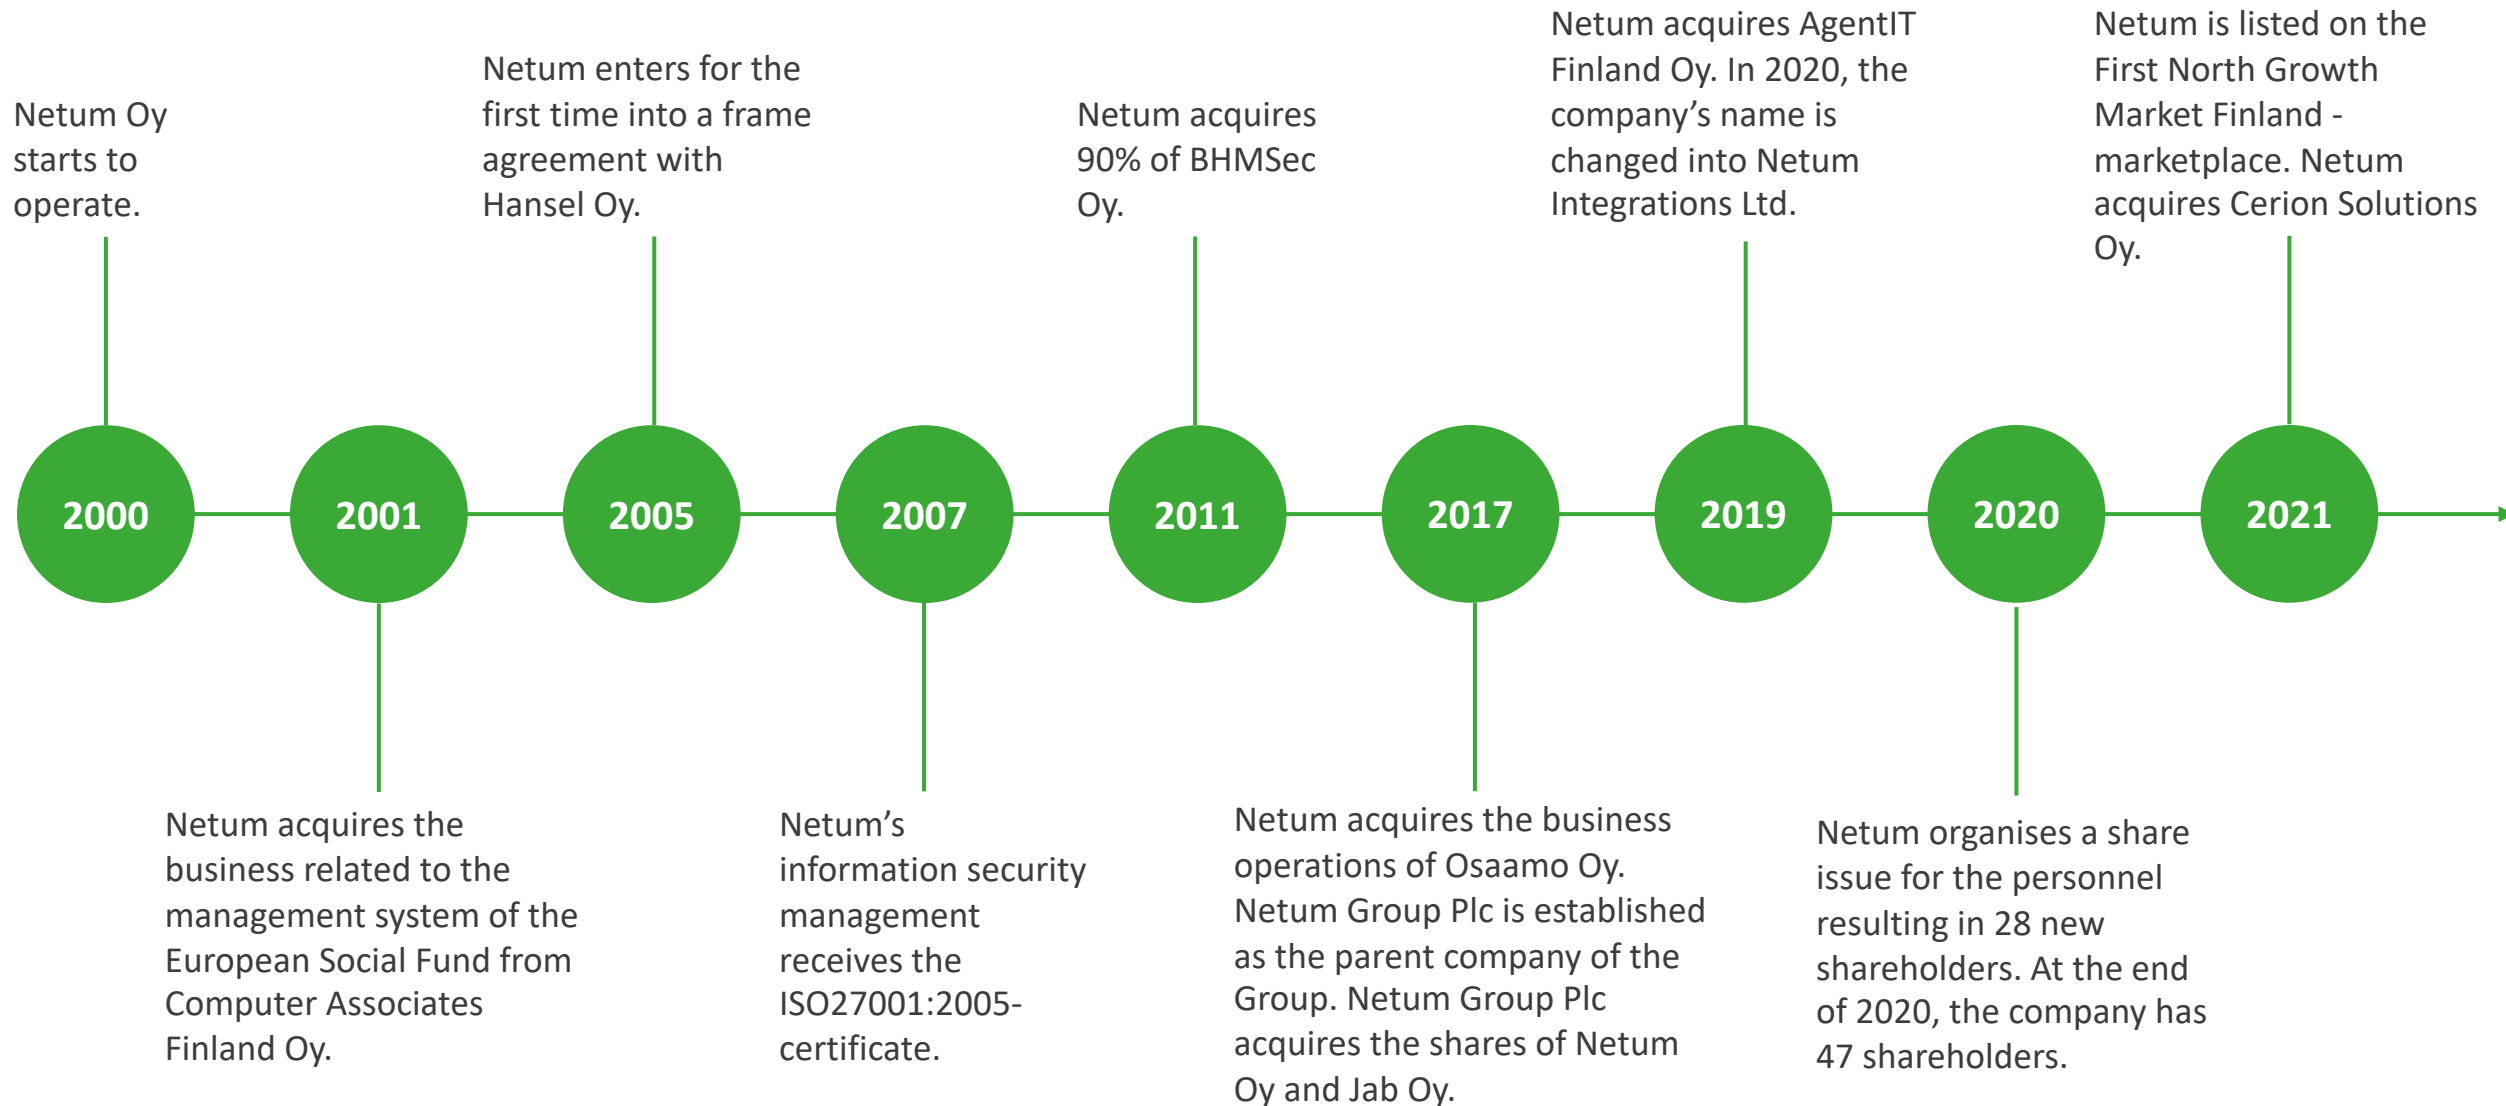 Netum Oy
starts to
operate.
Netum enters for the
first time into a frame
agreement with
Hansel Oy.
Netum acquires
90% of BHMSec
Oy.
Netum acquires AgentIT
Finland Oy. In 2020, the
company’s name is
changed into Netum
Integrations Ltd.
Netum is listed on the
First North Growth
Market Finland -
marketplace. Netum
acquires Cerion Solutions
Oy.
2000
2001
2005
2007
2011
2017
2019
2020
2021
Netum acquires the
business related to the
management system of the
European Social Fund from
Computer Associates
Finland Oy.
Netum’s
information security
management
receives the
ISO27001:2005-
certificate.
Netum acquires the business
operations of Osaamo Oy.
Netum Group Plc is established
as the parent company of the
Group. Netum Group Plc
acquires the shares of Netum
Oy and Jab Oy.
Netum organises a share
issue for the personnel
resulting in 28 new
shareholders. At the end
of 2020, the company has
47 shareholders.